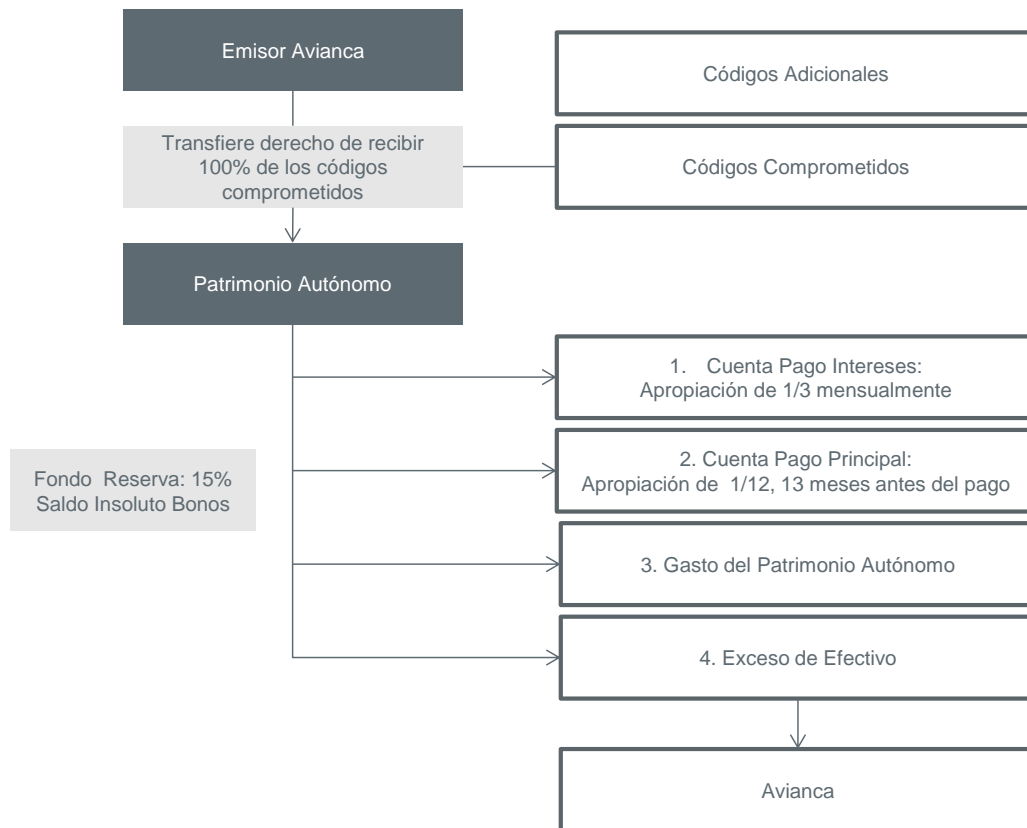 Emisor Avianca
Códigos Adicionales
Transfiere derecho de recibir
100% de los códigos
comprometidos
Códigos Comprometidos
Patrimonio Autónomo
1. Cuenta Pago Intereses:
Apropiación de 1/3 mensualmente
Fondo Reserva: 15%
Saldo Insoluto Bonos
2. Cuenta Pago Principal:
Apropiación de 1/12, 13 meses antes del pago
3. Gasto del Patrimonio Autónomo
4. Exceso de Efectivo
Avianca